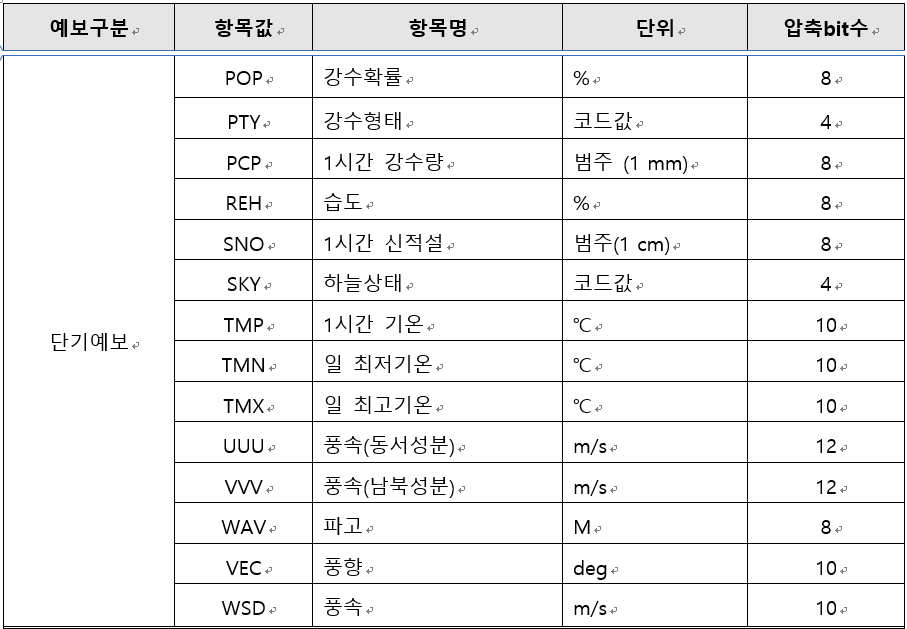 예보구분 항목값 항목명 단위 압축bit수
POP 강수확률 % 8
PTY 강수형태 코드값 4
PCP 1시간 강수량 범주 (1 mm) 8
REH 습도 % 8
SNO 1시간 신적설 범주(1 cm) 8
SKY 하늘상태 코드값 4
TMP 1시간 기온 ℃ 10
단기예보
TMN 일 최저기온 ℃ 10
TMX 일 최고기온 ℃ 10
UUU 풍속(동서성분) m/s 12
VVV 풍속(남북성분) m/s 12
WAV 파고 M 8
VEC 풍향 deg 10
WSD 풍속 m/s 10